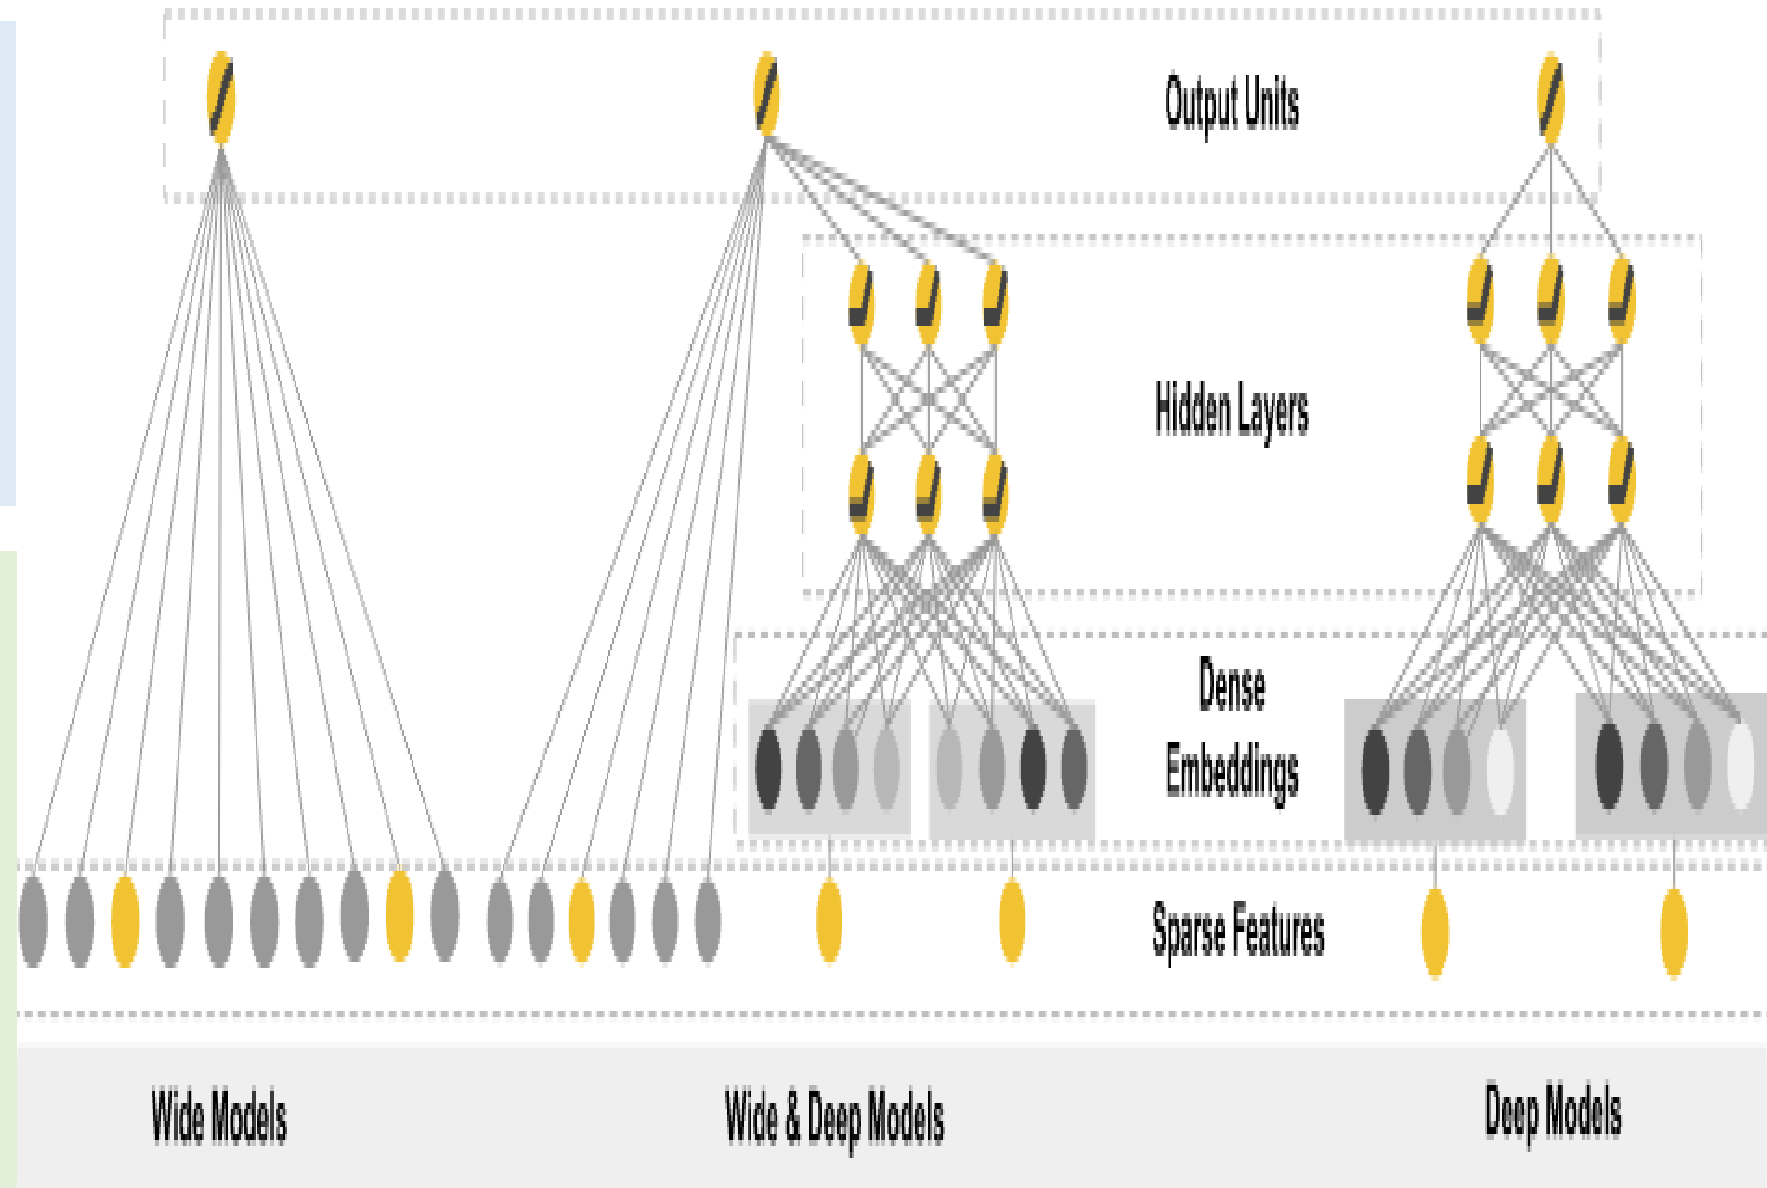 Output Units
Hidden Layers
Dense
Embeddings
Sparse Features
Wide Models
Wide & Deep Models
Deep Models